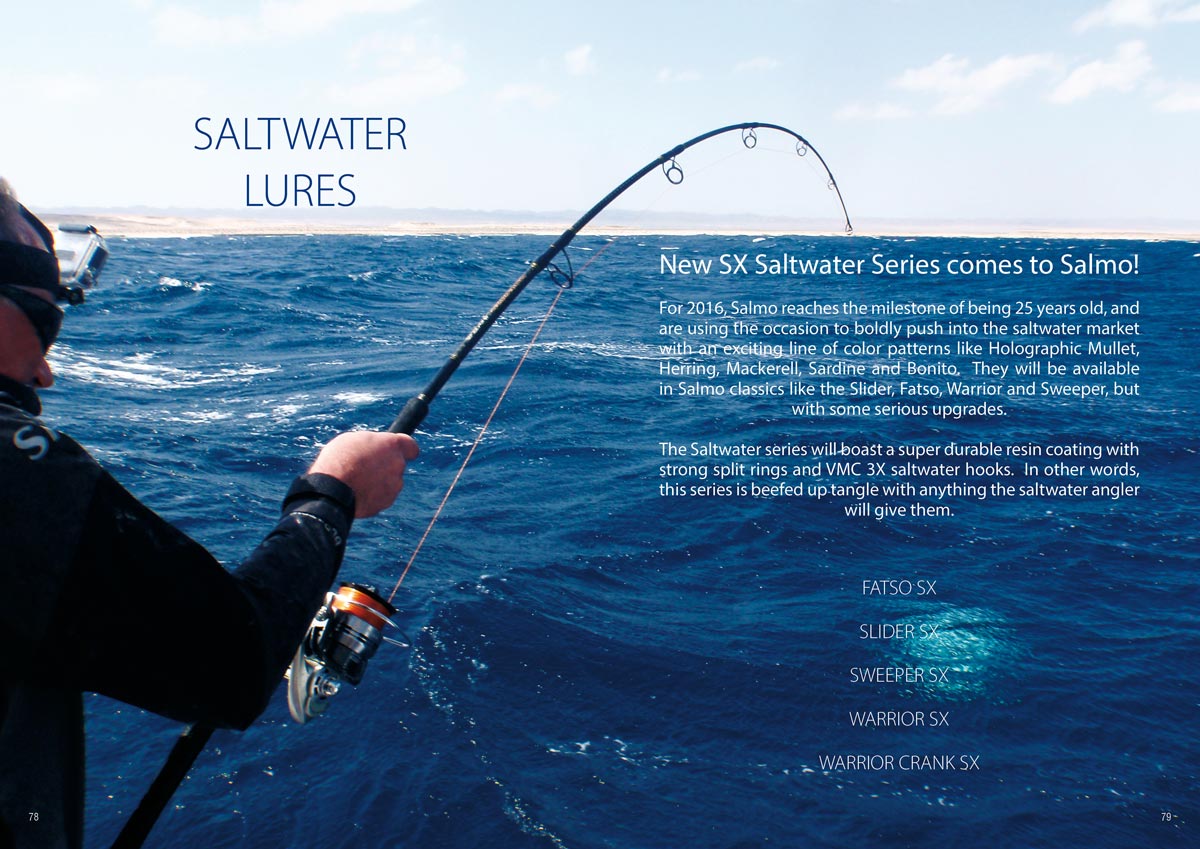 SALTWATER
LURES
New SX Saltwater Series comes to Salmo!
For 2016, Salmo reaches the milestone of being 25 years old, and
are using the occasion to boldly push into the saltwater market
with an exciting line of color patterns like Holographic Mullet,
Herring, Mackerell, Sardine and Bonito.  They will be available
in Salmo classics like the Slider, Fatso, Warrior and Sweeper, but
with some serious upgrades.
The Saltwater series will boast a super durable resin coating with
strong split rings and VMC 3X saltwater hooks.  In other words,
this series is beefed up tangle with anything the saltwater angler
will give them.
FATSO SX
SLIDER SX
SWEEPER SX
WARRIOR SX
WARRIOR CRANK SX
78
79